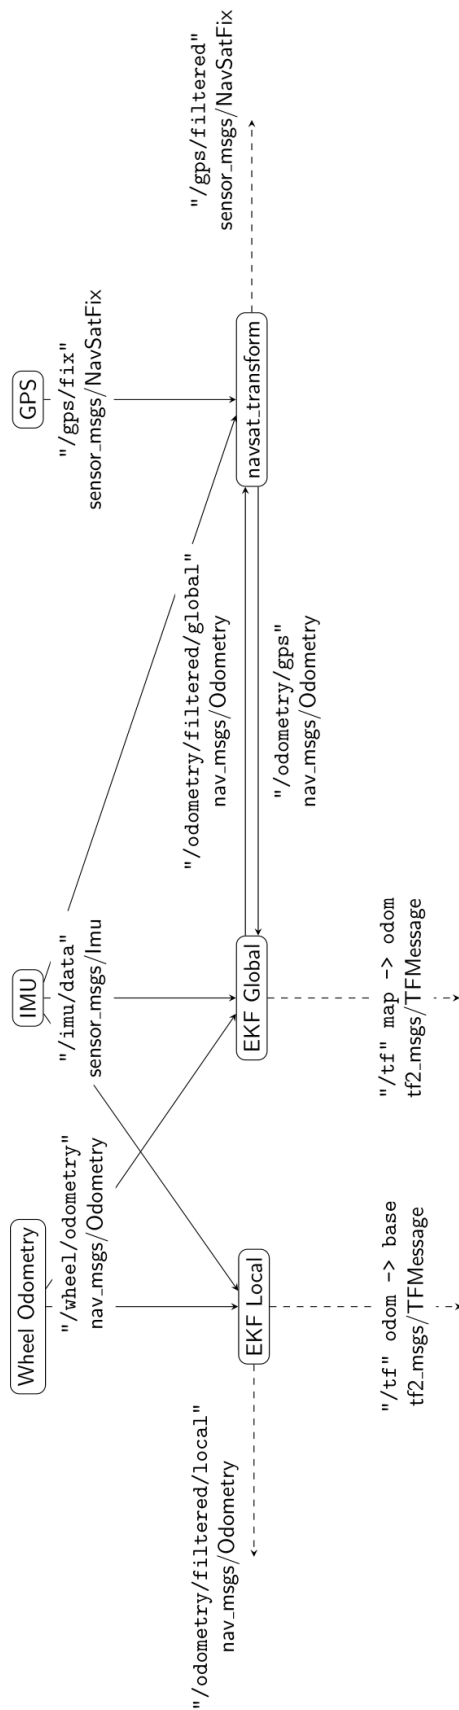 Wheel Odometry
IMU
GPS
"/wheel/odometry"
nav_msgs/Odometry
"/imu/data"
sensor_msgs/Imu
"/gps/fix"
sensor_msgs/NavSatFix
"/odometry/filtered/local"
nav_msgs/Odometry
EKF Local
EKF Global
"/odometry/filtered/global"
nav_msgs/Odometry
"/odometry/gps"
nav_msgs/Odometry
navsat_transform
"/gps/filtered"
sensor_msgs/NavSatFix
"/tf" odom -> base
tf2_msgs/TFMessage
"/tf" map -> odom
tf2_msgs/TFMessage